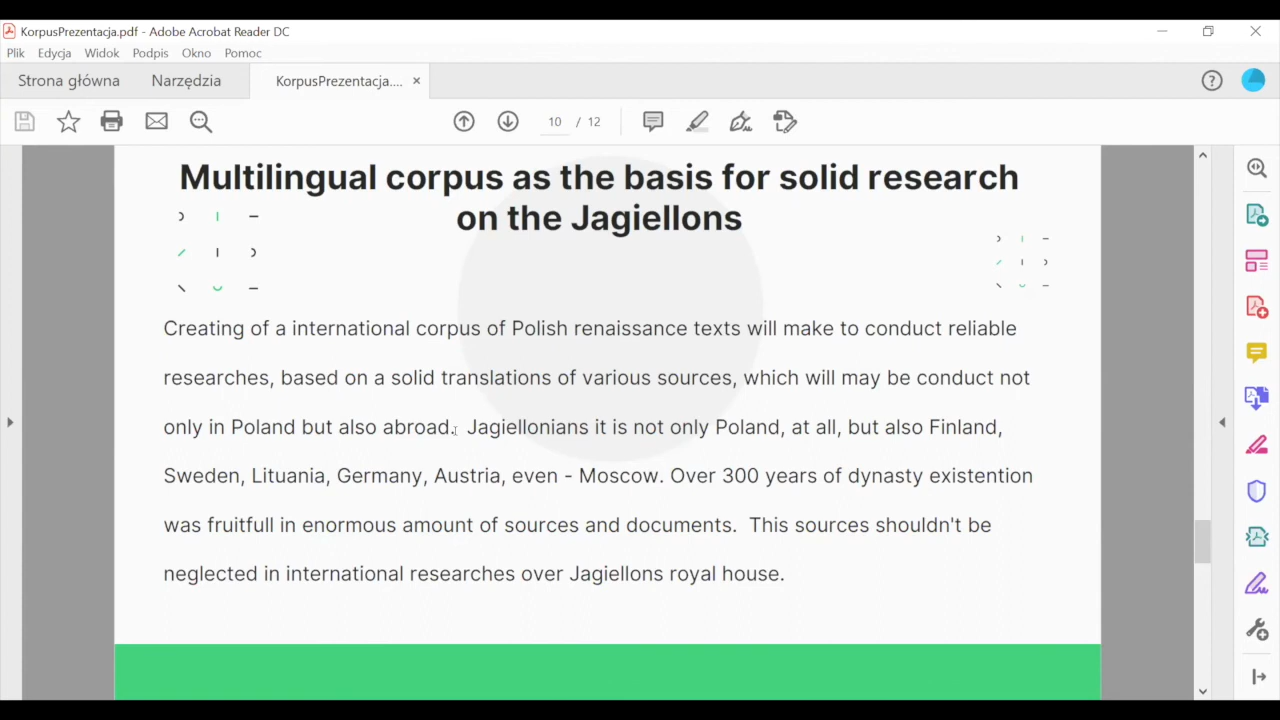 KorpusPrezentacja.pdf - Adobe Acrobat Reader DC
Plik Edycja Widok Podpis Okno Pomoc
Strona główna Narzędzia KorpusPrezentacja....
10 / 12
Multilingual corpus as the basis for solid research
on the Jagiellons
Creating of a international corpus of Polish renaissance texts will make to conduct reliable
researches, based on a solid translations of various sources, which will may be conduct not
only in Poland but also abroad. Jagiellonians it is not only Poland, at all, but also Finland,
Sweden, Lituania, Germany, Austria, even - Moscow. Over 300 years of dynasty existention
was fruitfull in enormous amount of sources and documents. This sources shouldn't be
neglected in international researches over Jagiellons royal house.